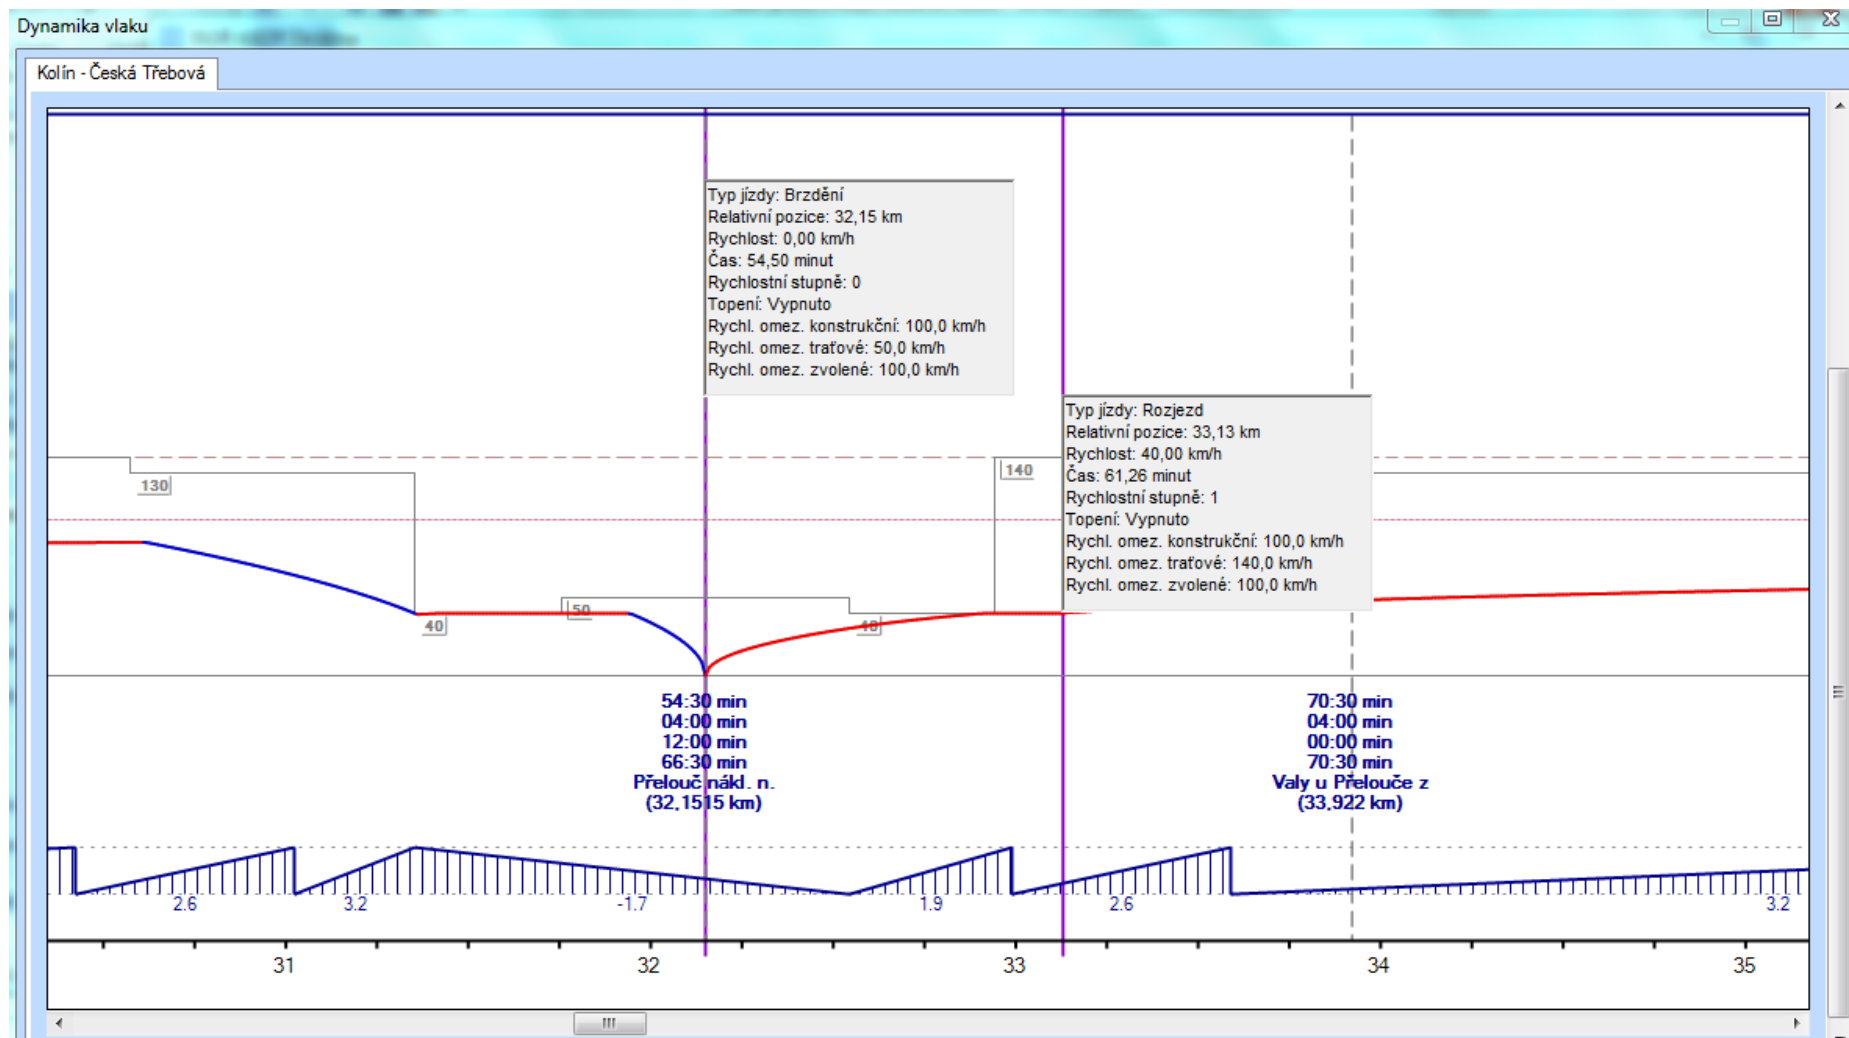 Dynamika vlaku
Kolín - Česká Třebová
Typ jízdy: Brzdění
Relativní pozice: 32,15 km
Rychlost: 0,00 km/h
Čas: 54,50 minut
Rychlostní stupně: 0
Topení: Vypnuto
Rychl. omez. konstrukční: 100,0 km/h
Rychl. omez. traťové: 50,0 km/h
Rychl. omez. zvolené: 100,0 km/h
Typ jízdy: Rozjezd
Relativní pozice: 33,13 km
Rychlost: 40,00 km/h
Čas: 61,26 minut
Rychlostní stupně: 1
Topení: Vypnuto
Rychl. omez. konstrukční: 100,0 km/h
Rychl. omez. traťové: 140,0 km/h
Rychl. omez. zvolené: 100,0 km/h
130
140
50
40
40
54:30 min
04:00 min
12:00 min
66:30 min
Přelouč nákl. n.
(32,1515 km)
70:30 min
04:00 min
00:00 min
70:30 min
Valy u Přelouče z
(33,922 km)
2.6
3.2
-1.7
1.9
2.6
3.2
31
32
33
34
35